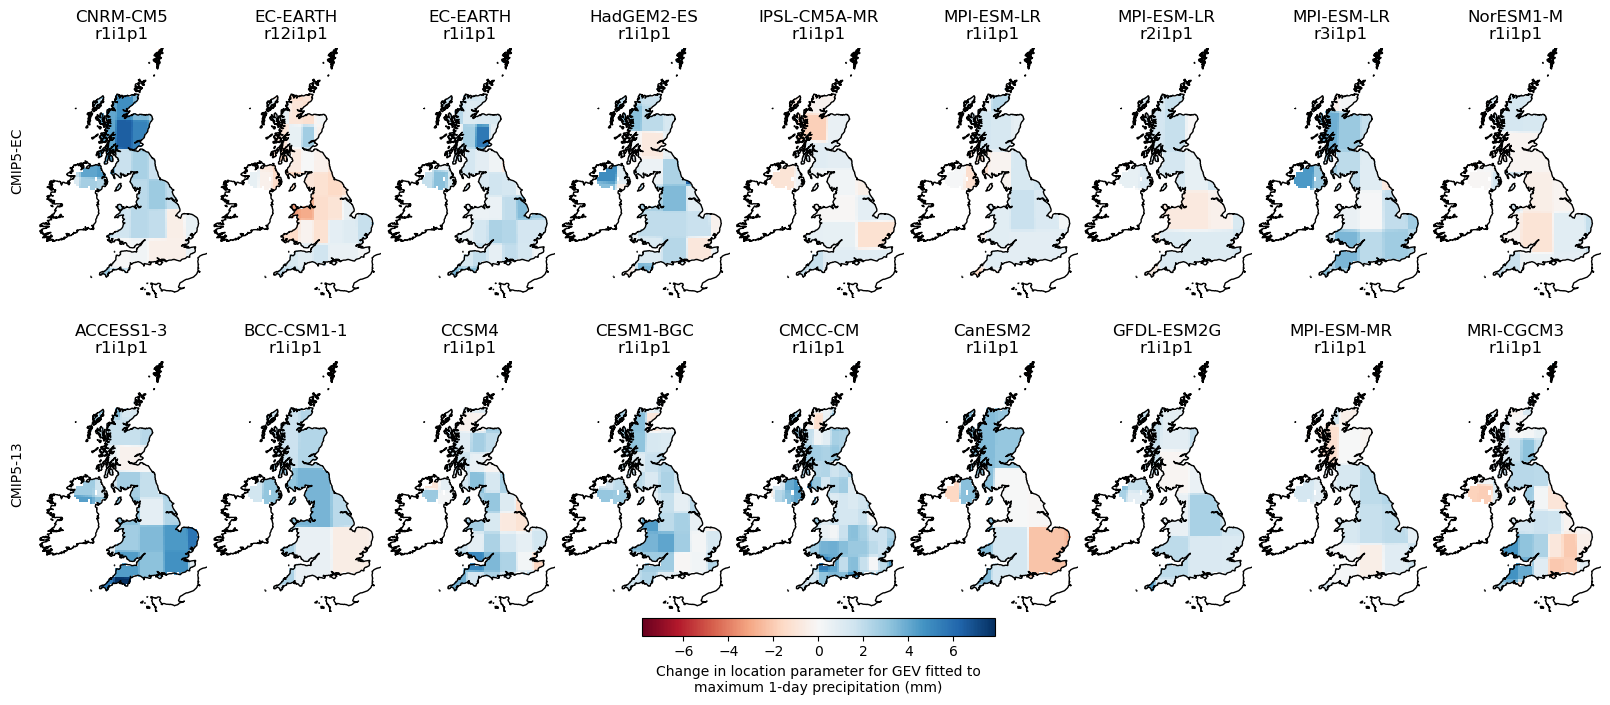 CNRM-CM5 EC-EARTH EC-EARTH HadGEM2-ES IPSL-CM5A-MR MPI-ESM-LR MPI-ESM-LR MPI-ESM-LR NorESM1-M
r1i1p1 r12i1p1 r1i1p1 r1i1p1 r1i1p1 r1i1p1 r2i1p1 r3i1p1 r1i1p1
CMIP5-EC
ACCESS1-3 BCC-CSM1-1 CCSM4 CESM1-BGC CMCC-CM CanESM2 GFDL-ESM2G MPI-ESM-MR MRI-CGCM3
r1i1p1 r1i1p1 r1i1p1 r1i1p1 r1i1p1 r1i1p1 r1i1p1 r1i1p1 r1i1p1
CMIP5-13
−6 −4 −2 0 2 4 6
Change in location parameter for GEV fitted to
maximum 1-day precipitation (mm)